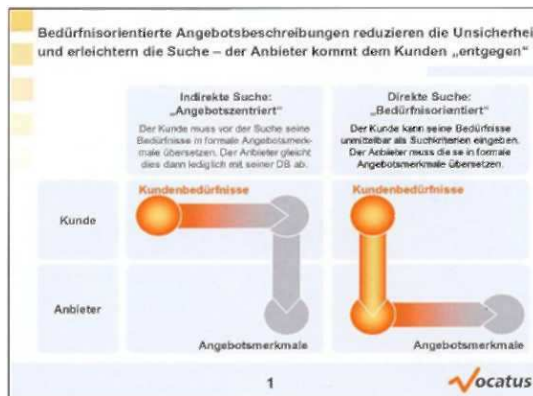 Bedürfnisorientierte Angebotsbeschreibungen reduzieren die Unsicherhei
und erleichtern die Suche – der Anbieter kommt dem Kunden „entgegen“
Indirekte Suche:
„Angebotszentriert“
Der Kunde muss vor der Suche seine
Bedürfnisse in formale Angebotsmerk-
male übersetzen. Der Anbieter gleicht
dies dann lediglich mit seiner DB ab.
Direkte Suche:
„Bedürfnisorientiert“
Der Kunde kann seine Bedürfnisse
unmittelbar als Suchkriterien eingeben.
Der Anbieter muss diese in formale
Angebotsmerkmale übersetzen.
Kunde
Kundenbedürfnisse
Kundenbedürfnisse
Anbieter
Angebotsmerkmale
Angebotsmerkmale
1
Vocatus